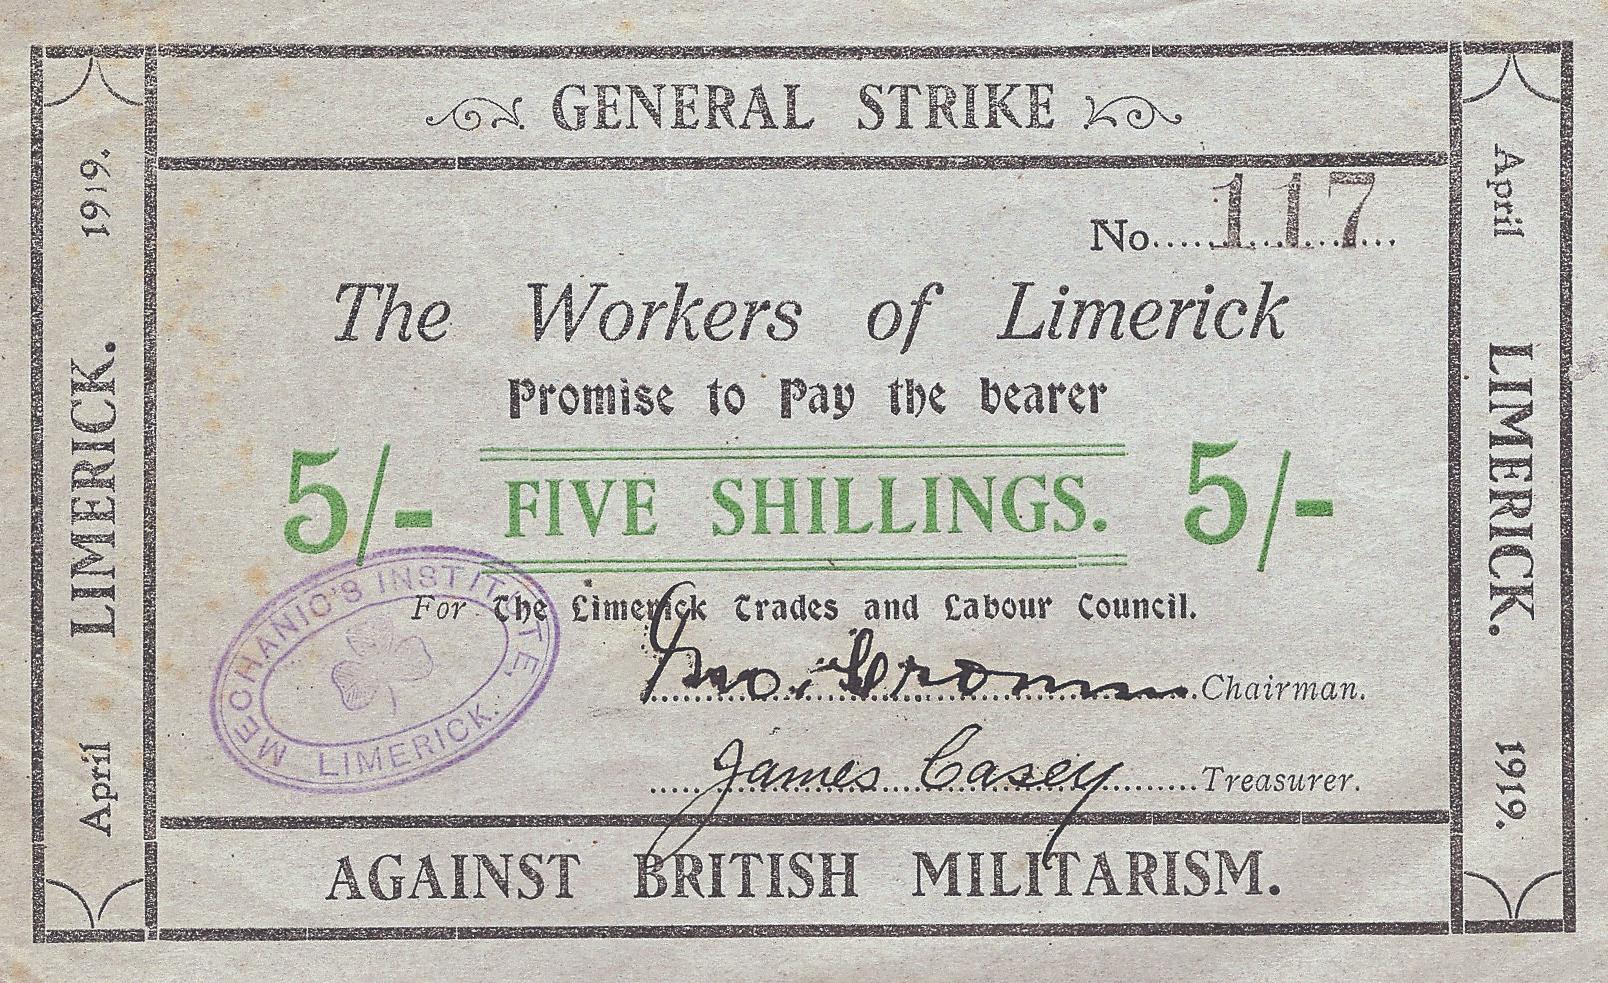 GENERAL STRIKE
No. 117
The Workers of Limerick
Promise to Pay the bearer
5/- FIVE SHILLINGS. 5/-
For The Limerick Trades and Labour Council.
Jno. Cronin Chairman.
James Casey Treasurer.
AGAINST BRITISH MILITARISM.
April LIMERICK. 1919.
April LIMERICK. 1919.
MECHANIC'S INSTITUTE,
LIMERICK.